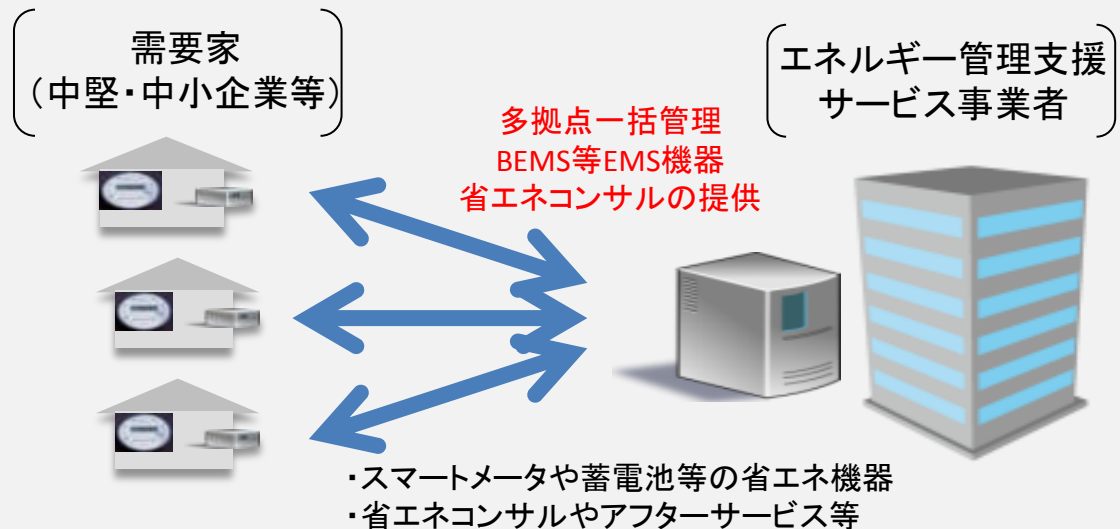 需要家
（中堅・中小企業等）
エネルギー管理支援
サービス事業者
多拠点一括管理
BEMS等EMS機器
省エネコンサルの提供
・スマートメータや蓄電池等の省エネ機器
・省エネコンサルやアフターサービス等